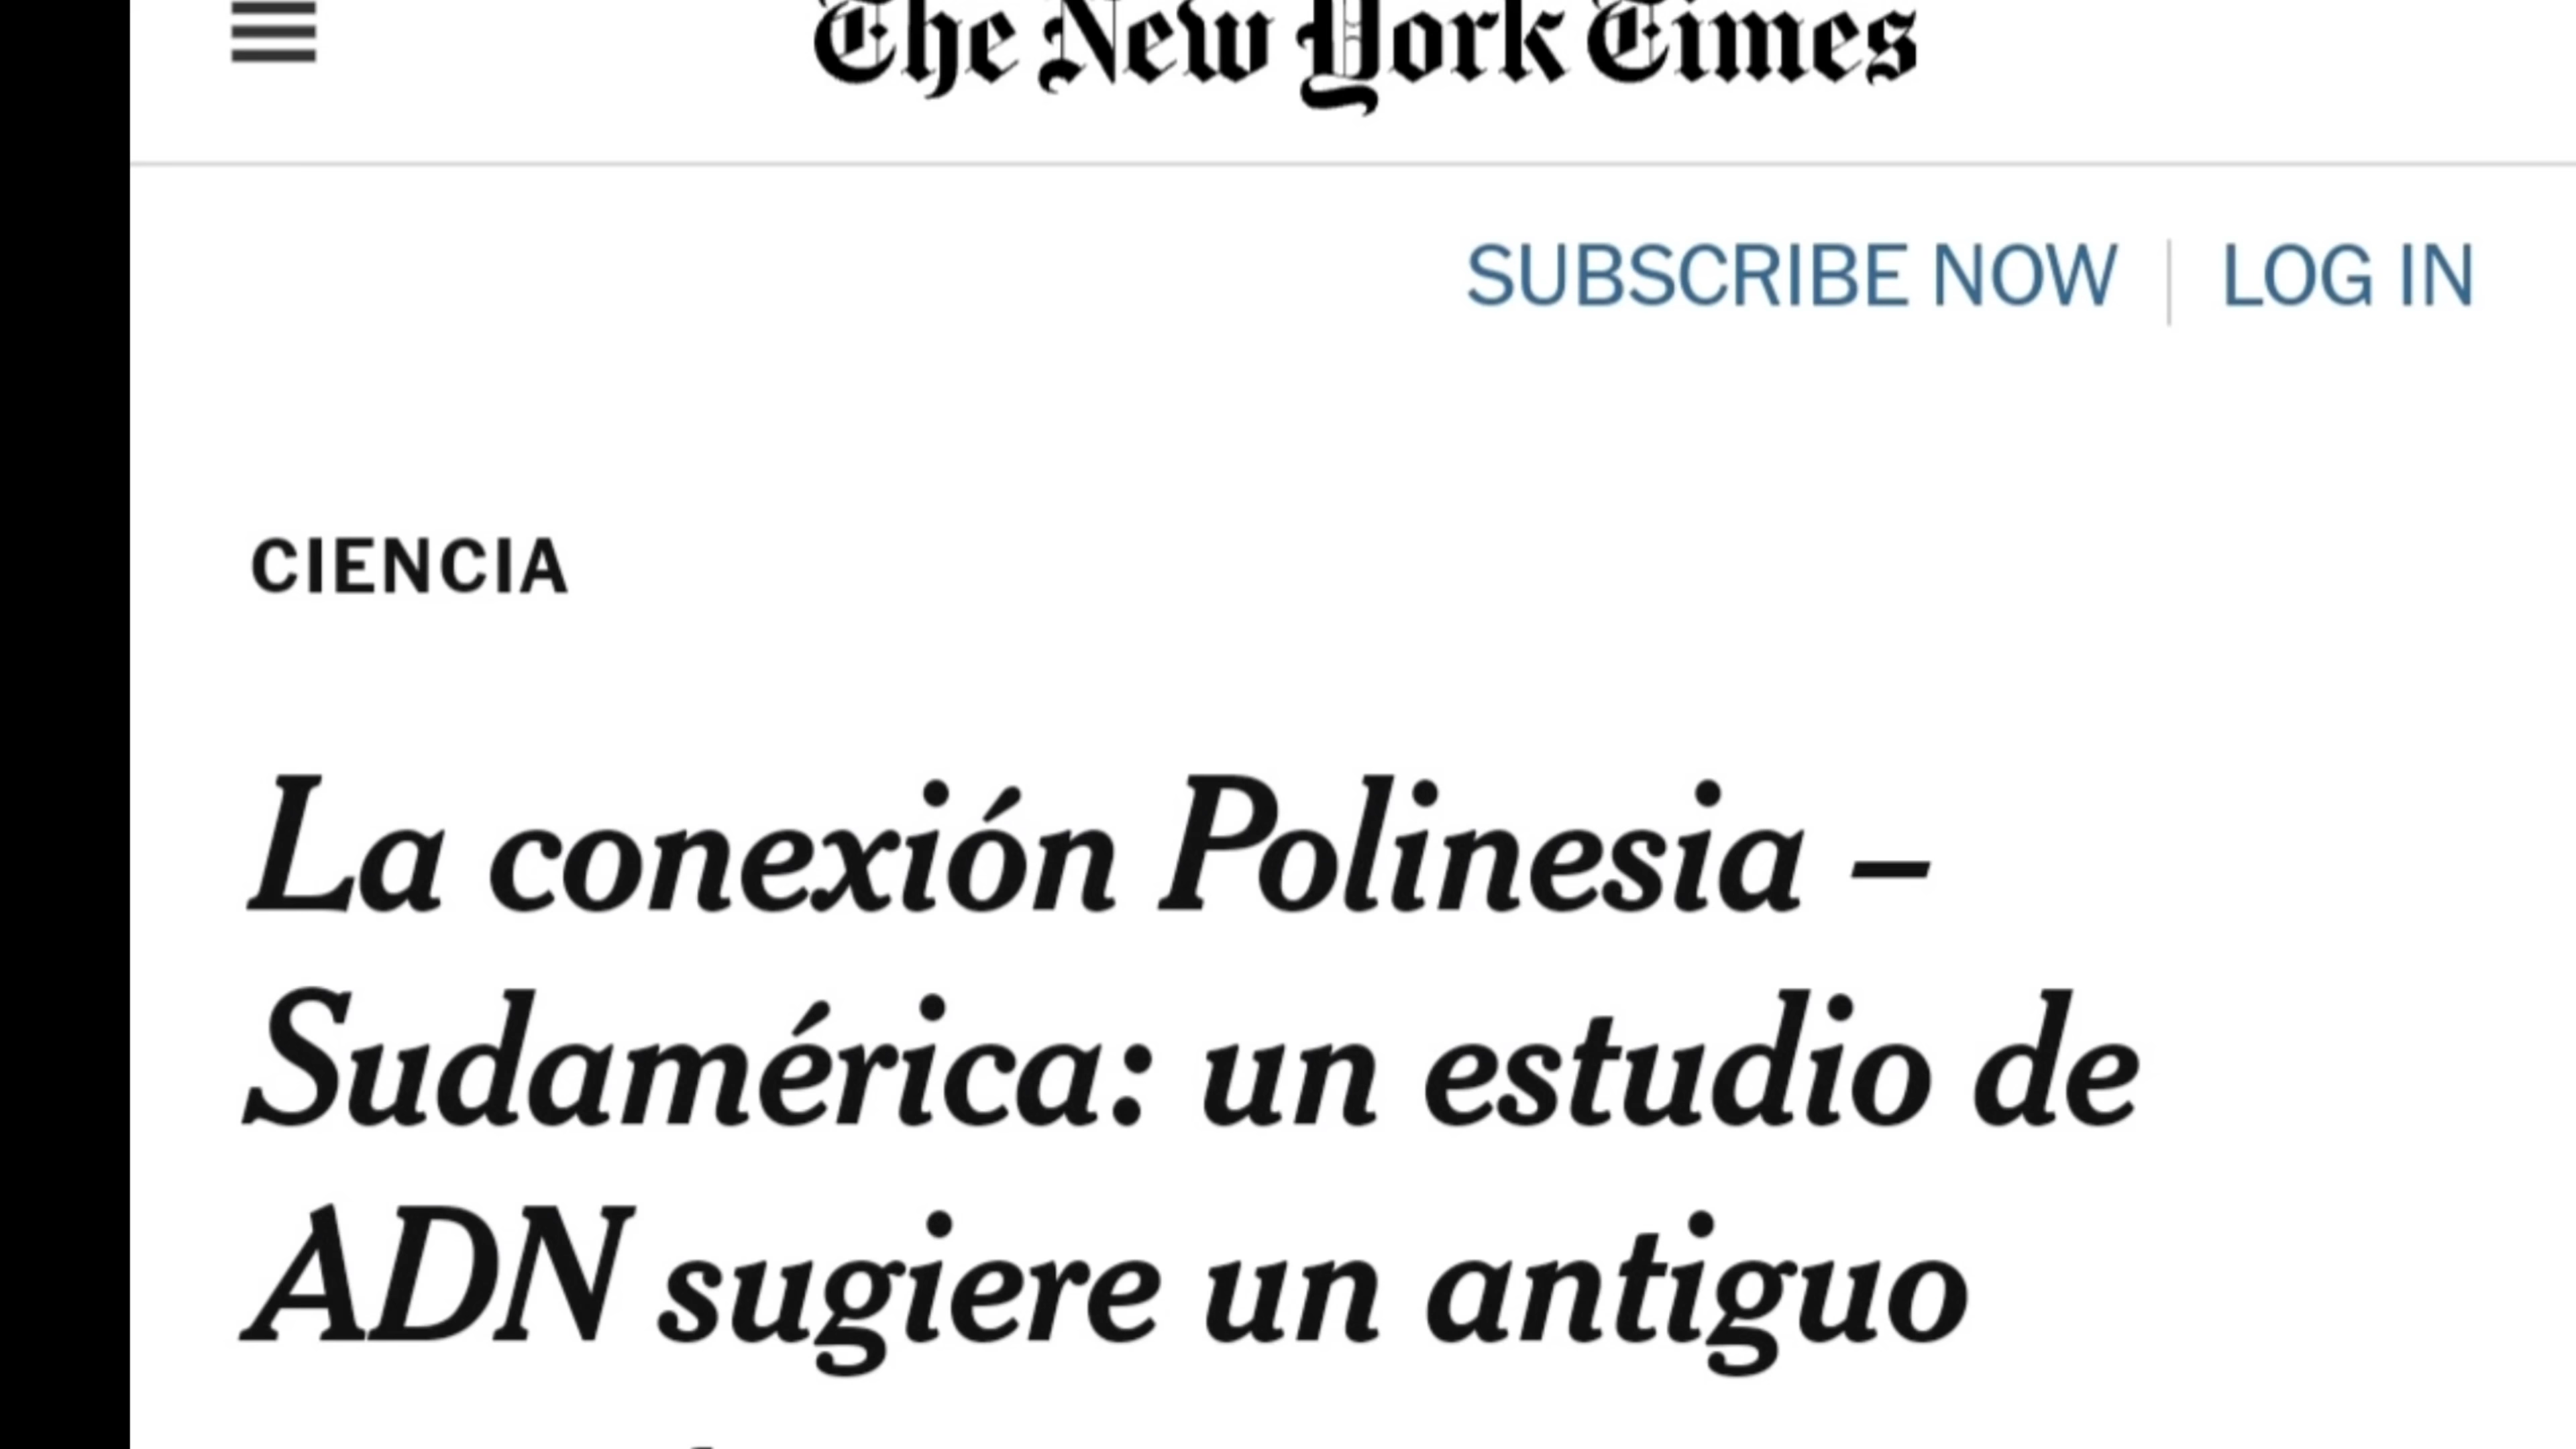 The New York Times
SUBSCRIBE NOW | LOG IN
CIENCIA
La conexión Polinesia –
Sudamérica: un estudio de
ADN sugiere un antiguo